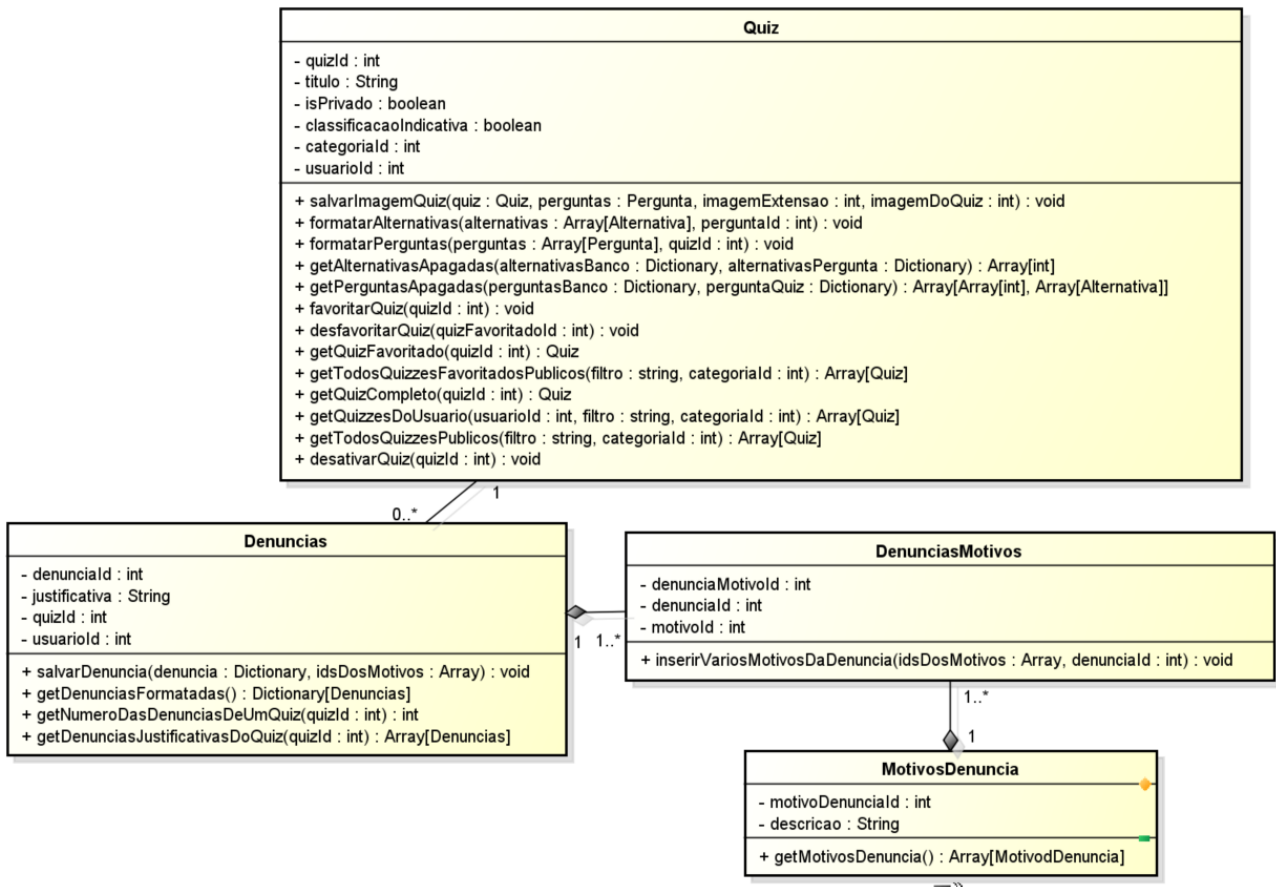 Quiz
- quizId : int
- titulo : String
- isPrivado : boolean
- classificacaoIndicativa : boolean
- categoriaId : int
- usuarioId : int
+ salvarImagemQuiz(quiz : Quiz, perguntas : Pergunta, imagemExtensao : int, imagemDoQuiz : int) : void
+ formatarAlternativas(alternativas : Array[Alternativa], perguntaId : int) : void
+ formatarPerguntas(perguntas : Array[Pergunta], quizId : int) : void
+ getAlternativasApagadas(alternativasBanco : Dictionary, alternativasPergunta : Dictionary) : Array[int]
+ getPerguntasApagadas(perguntasBanco : Dictionary, perguntaQuiz : Dictionary) : Array[Array[int], Array[Alternativa]]
+ favoritarQuiz(quizId : int) : void
+ desfavoritarQuiz(quizFavoritadoId : int) : void
+ getQuizFavoritado(quizId : int) : Quiz
+ getTodosQuizzesFavoritadosPublicos(filtro : string, categoriaId : int) : Array[Quiz]
+ getQuizCompleto(quizId : int) : Quiz
+ getQuizzesDoUsuario(usuarioId : int, filtro : string, categoriaId : int) : Array[Quiz]
+ getTodosQuizzesPublicos(filtro : string, categoriaId : int) : Array[Quiz]
+ desativarQuiz(quizId : int) : void
1
0..*
Denuncias
- denunciaId : int
- justificativa : String
- quizId : int
- usuarioId : int
+ salvarDenuncia(denuncia : Dictionary, idsDosMotivos : Array) : void
+ getDenunciasFormatadas() : Dictionary[Denuncias]
+ getNumeroDasDenunciasDeUmQuiz(quizId : int) : int
+ getDenunciasJustificativasDoQuiz(quizId : int) : Array[Denuncias]
1 1..*
DenunciasMotivos
- denunciaMotivoId : int
- denunciaId : int
- motivoId : int
+ inserirVariosMotivosDaDenuncia(idsDosMotivos : Array, denunciaId : int) : void
1..*
1
MotivosDenuncia
- motivoDenunciaId : int
- descricao : String
+ getMotivosDenuncia() : Array[MotivodDenuncia]